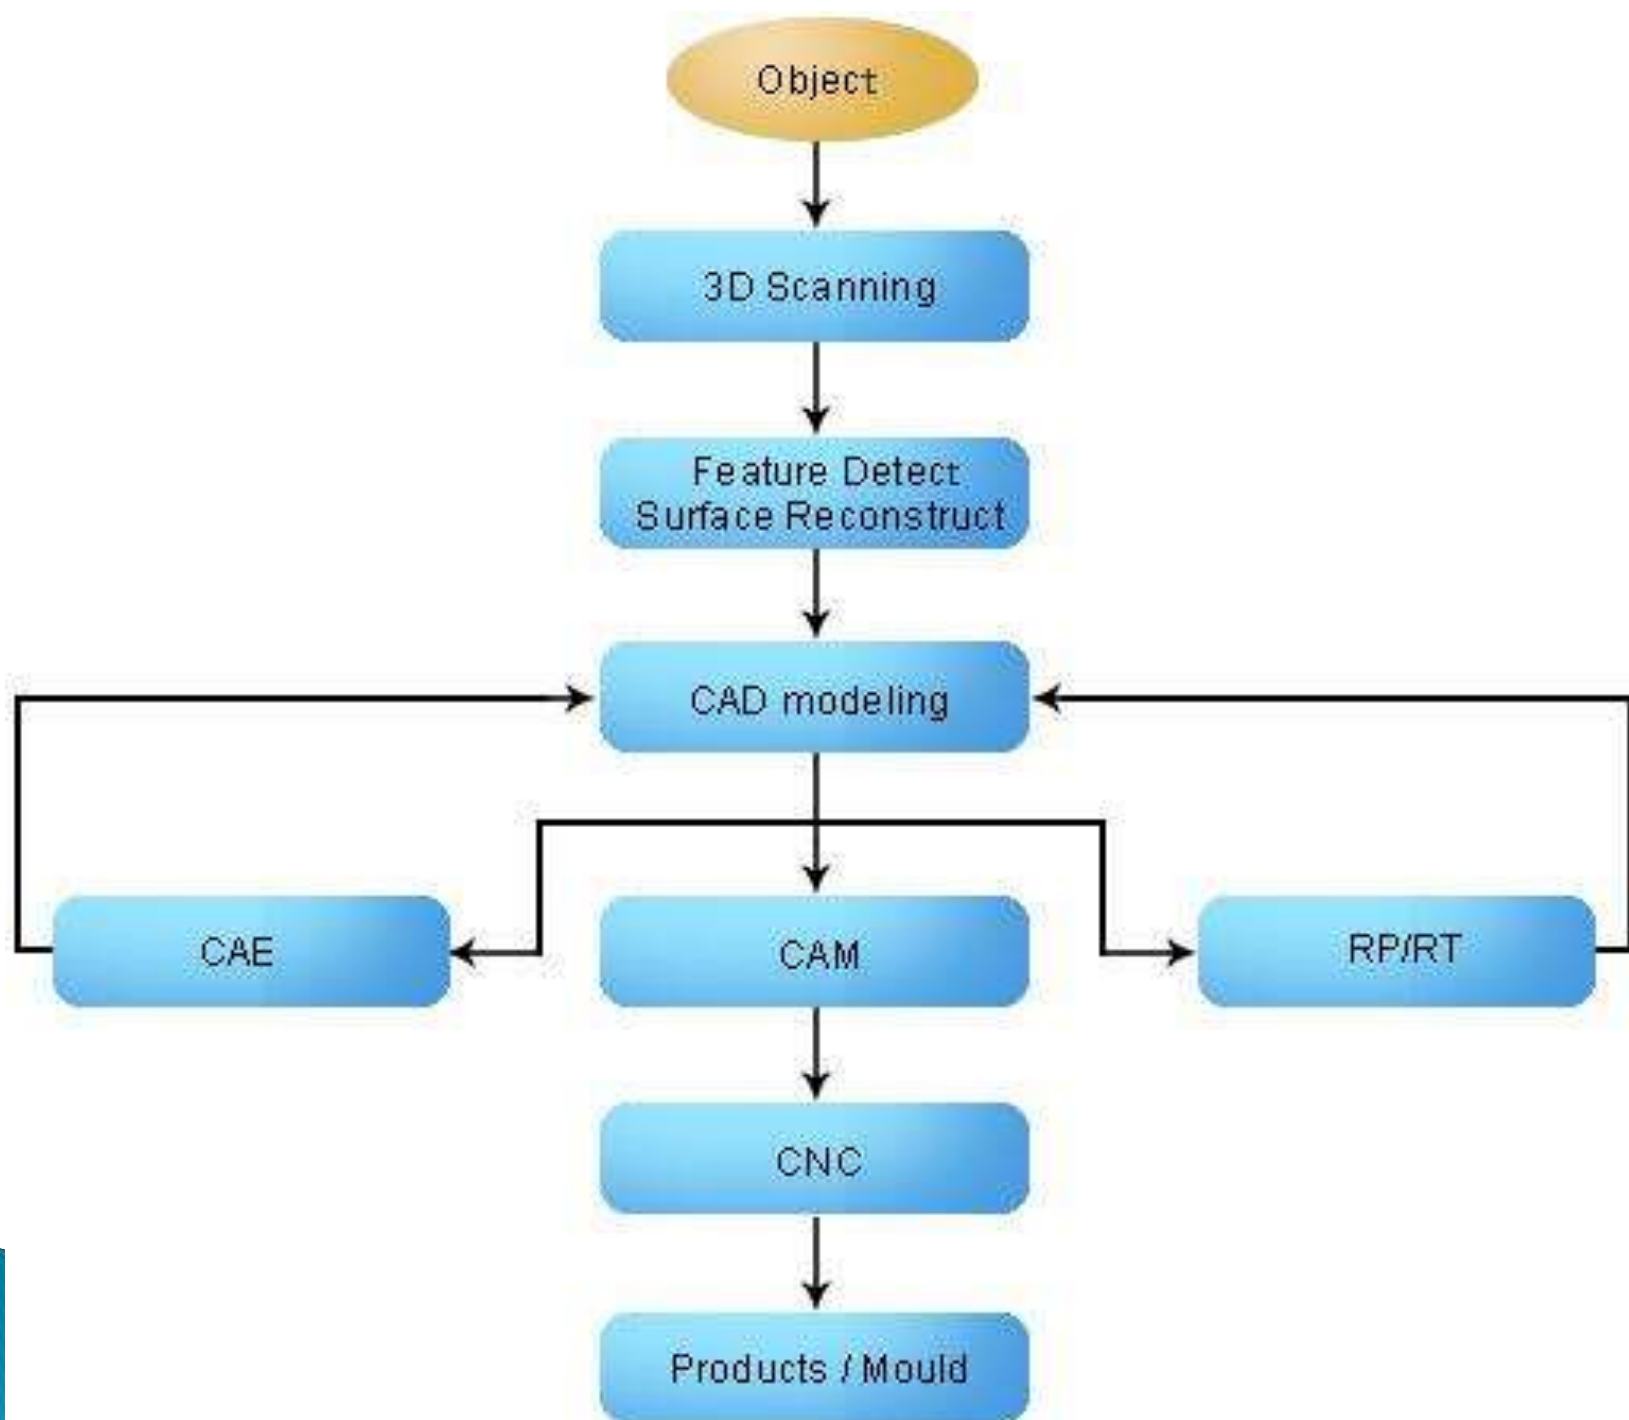 Object
3D Scanning
Feature Detect
Surface Reconstruct
CAD modeling
CAE
CAM
RP/RT
CNC
Products / Mould